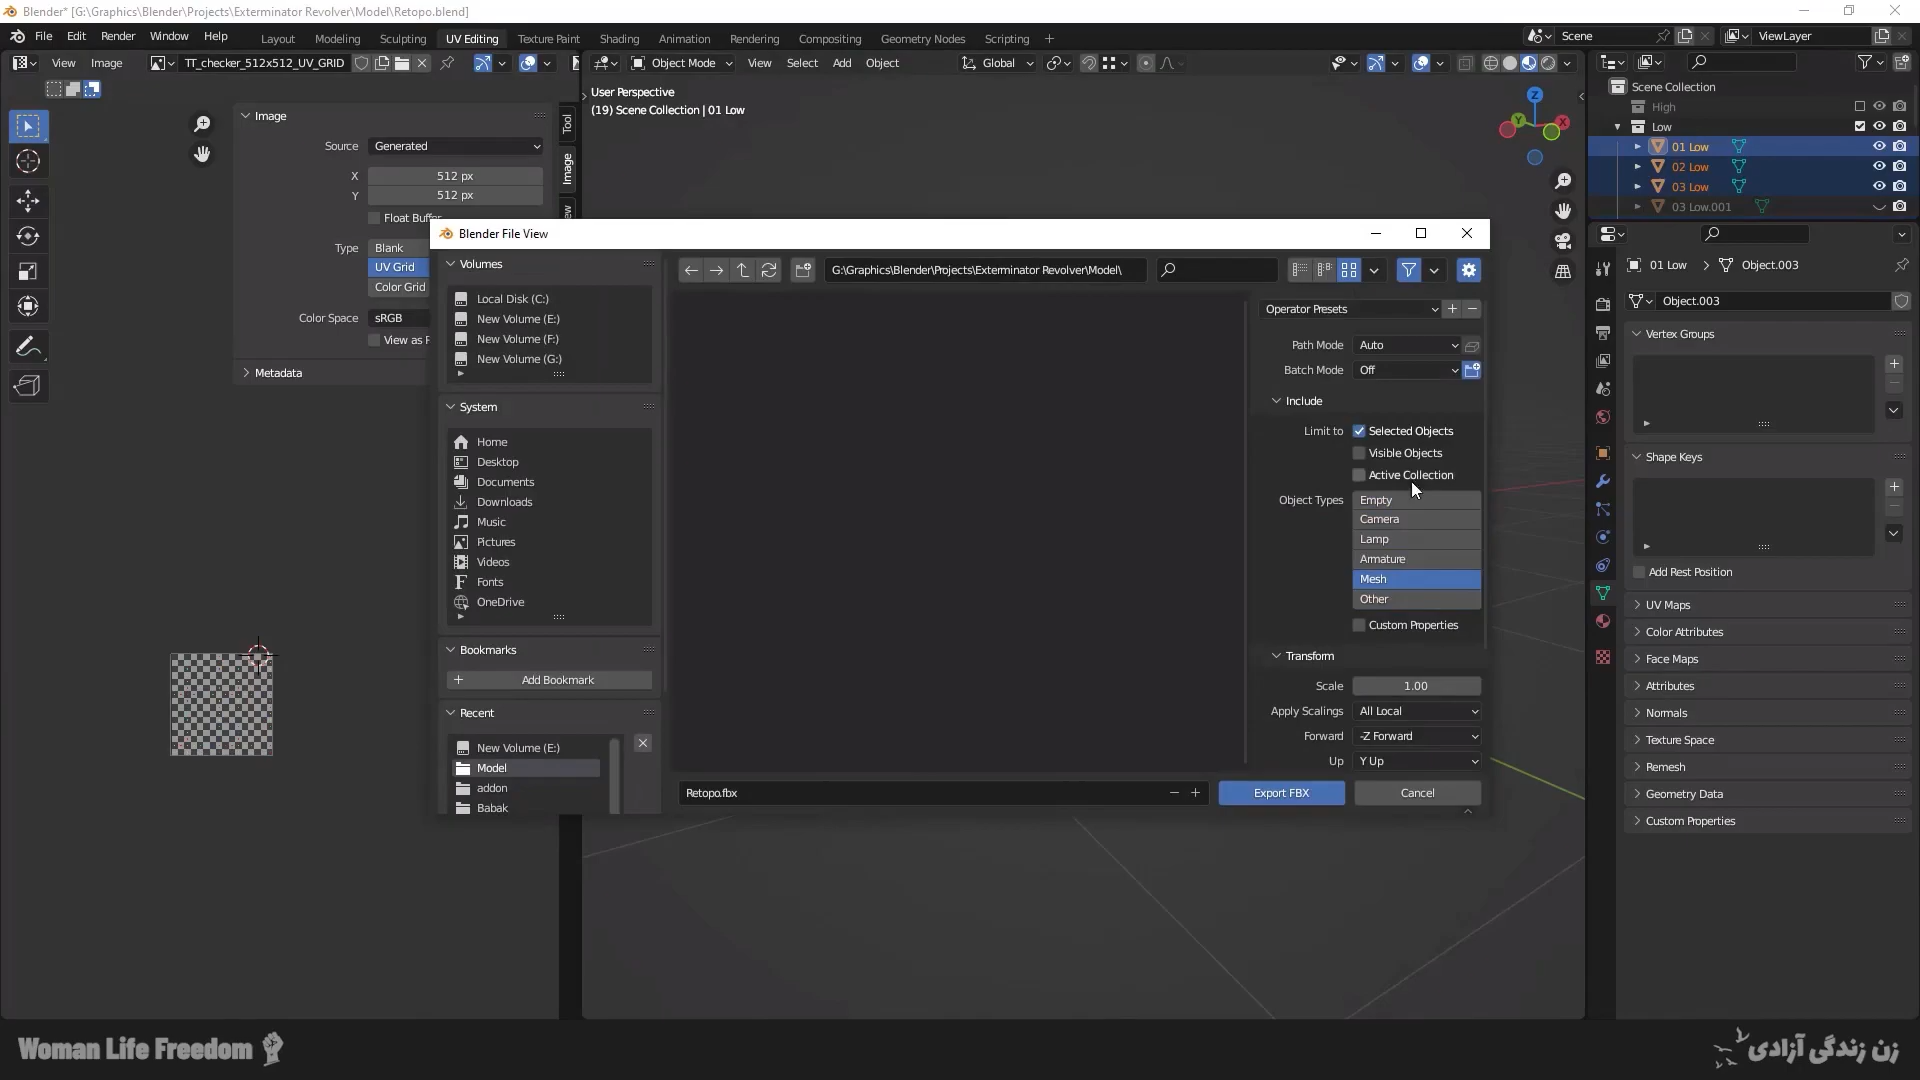 Blender* [G:\Graphics\Blender\Projects\Exterminator Revolver\Model\Retopo.blend]
File Edit Render Window Help Layout Modeling Sculpting UV Editing Texture Paint Shading Animation Rendering Compositing Geometry Nodes Scripting + Scene ViewLayer
View Image TT_checker_512x512_UV_GRID Object Mode View Select Add Object Global
User Perspective
(19) Scene Collection | 01 Low
Scene Collection
High
Low
01 Low
02 Low
03 Low
03 Low.001
Tool
Image
Image
Source Generated
X 512 px
Y 512 px
Float Buffer
Type Blank
UV Grid
Color Grid
Color Space sRGB
View as R
Metadata
Blender File View
Volumes
Local Disk (C:)
New Volume (E:)
New Volume (F:)
New Volume (G:)
System
Home
Desktop
Documents
Downloads
Music
Pictures
Videos
Fonts
OneDrive
Bookmarks
Add Bookmark
Recent
New Volume (E:)
Model
addon
Babak
G:\Graphics\Blender\Projects\Exterminator Revolver\Model\
Operator Presets
Path Mode Auto
Batch Mode Off
Include
Limit to Selected Objects
Visible Objects
Active Collection
Object Types Empty
Camera
Lamp
Armature
Mesh
Other
Custom Properties
Transform
Scale 1.00
Apply Scalings All Local
Forward -Z Forward
Up Y Up
Retopo.fbx
Export FBX Cancel
01 Low Object.003
Object.003
Vertex Groups
Shape Keys
Add Rest Position
UV Maps
Color Attributes
Face Maps
Attributes
Normals
Texture Space
Remesh
Geometry Data
Custom Properties
Z
Y
X
Woman Life Freedom
زن زندگی آزادی